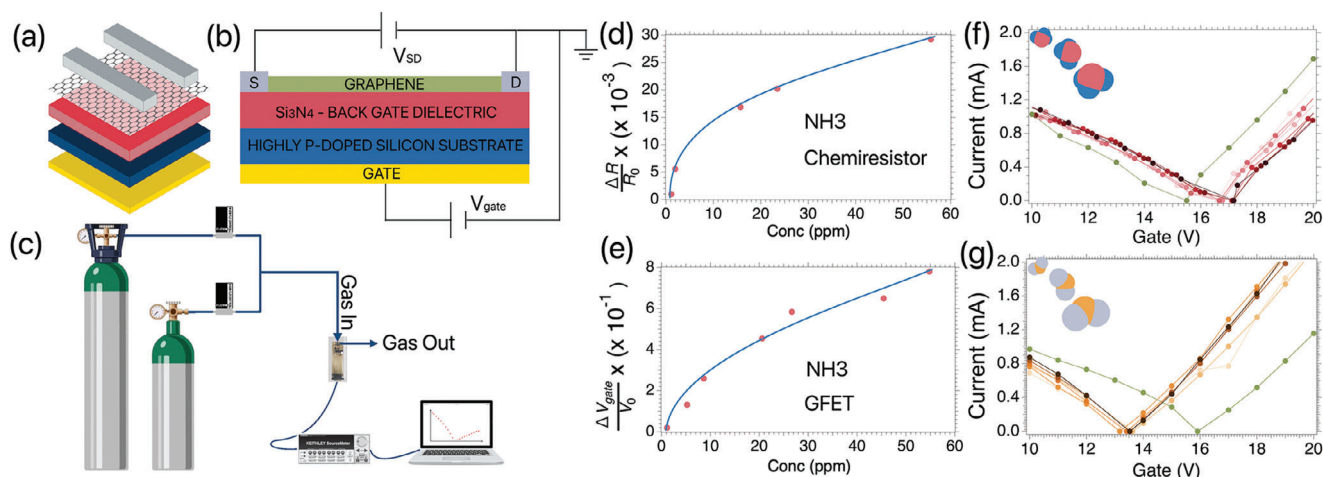 (a)
(b)
V_SD
S
GRAPHENE
D
Si₃N₄ - BACK GATE DIELECTRIC
HIGHLY P-DOPED SILICON SUBSTRATE
GATE
V_gate
(c)
Gas In
Gas Out
KEITHLEY SourceMeter
(d)
30
25
20
15
10
5
0
ΔR/R₀ x (x 10⁻³)
NH3
Chemiresistor
0 10 20 30 40 50 60
Conc (ppm)
(e)
8
6
4
2
0
ΔV_gate/V₀ x (x 10⁻¹)
NH3
GFET
0 10 20 30 40 50 60
Conc (ppm)
(f)
2.0
1.6
1.2
0.8
0.4
0.0
Current (mA)
10 12 14 16 18 20
Gate (V)
(g)
2.0
1.6
1.2
0.8
0.4
0.0
Current (mA)
10 12 14 16 18 20
Gate (V)